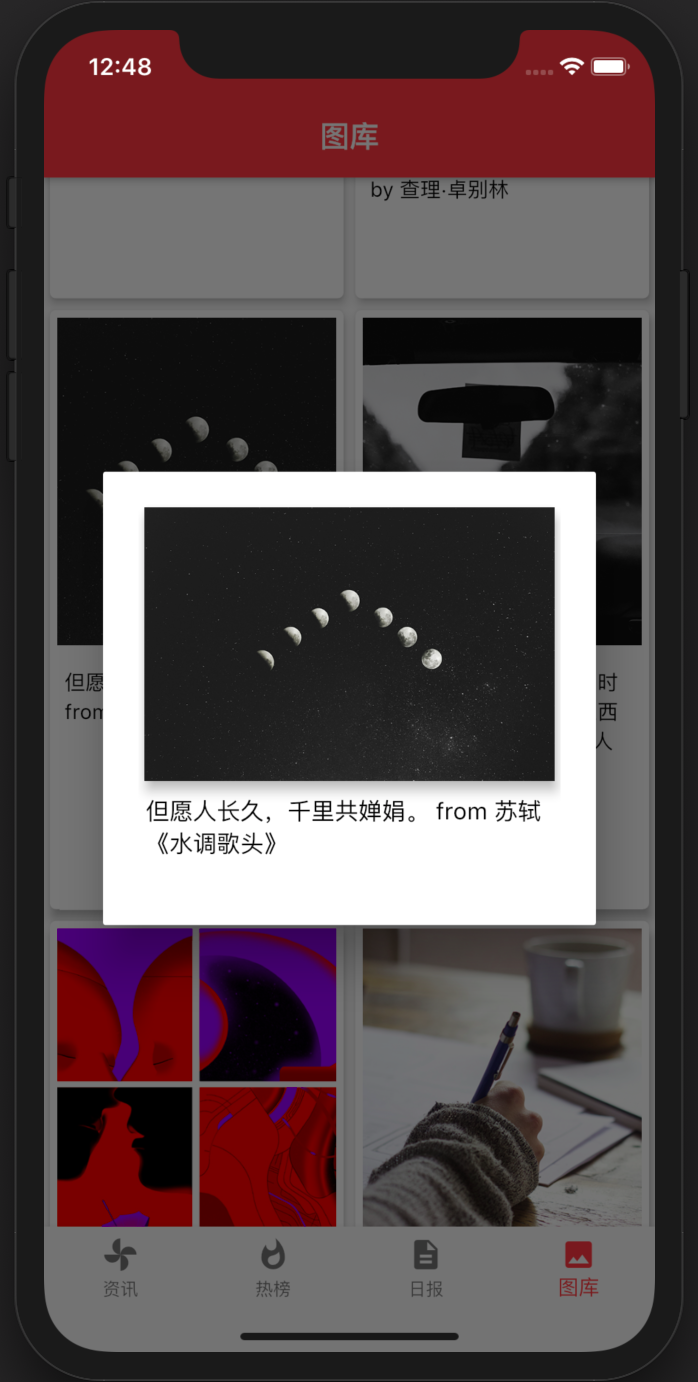 12:48
图库
by 查理·卓别林
但愿
from
时
西
人
但愿人长久，千里共婵娟。 from 苏轼
《水调歌头》
资讯
热榜
日报
图库